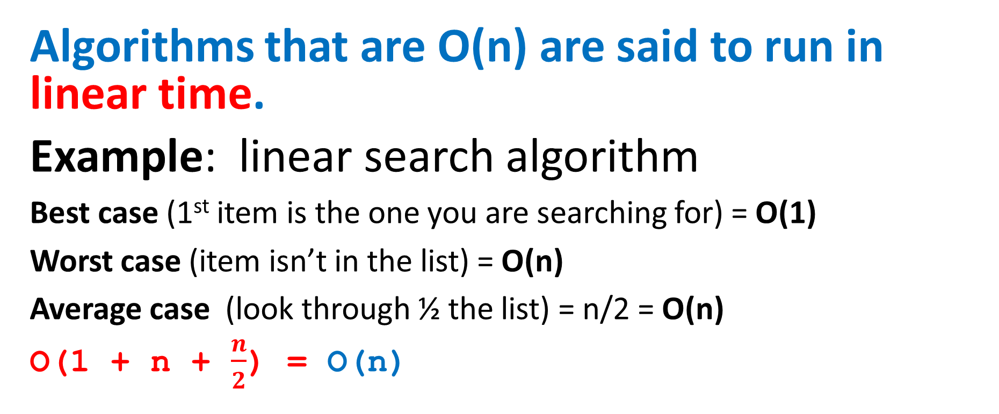 Algorithms that are O(n) are said to run in
linear time.
Example: linear search algorithm
Best case (1st item is the one you are searching for) = O(1)
Worst case (item isn’t in the list) = O(n)
Average case (look through ½ the list) = n/2 = O(n)
O(1 + n + n/2) = O(n)